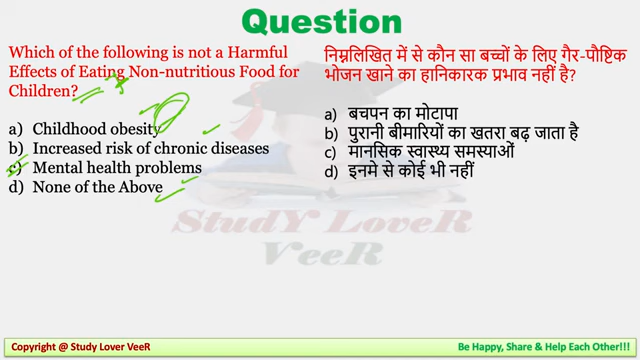 Question
Which of the following is not a Harmful
Effects of Eating Non-nutritious Food for
Children?
a) Childhood obesity
b) Increased risk of chronic diseases
c) Mental health problems
d) None of the Above
निम्नलिखित में से कौन सा बच्चों के लिए गैर-पौष्टिक
भोजन खाने का हानिकारक प्रभाव नहीं है?
a) बचपन का मोटापा
b) पुरानी बीमारियों का खतरा बढ़ जाता है
c) मानसिक स्वास्थ्य समस्याओं
d) इनमे से कोई भी नहीं
StudY LoveR
VeeR
Copyright @ Study Lover VeeR
Be Happy, Share & Help Each Other!!!